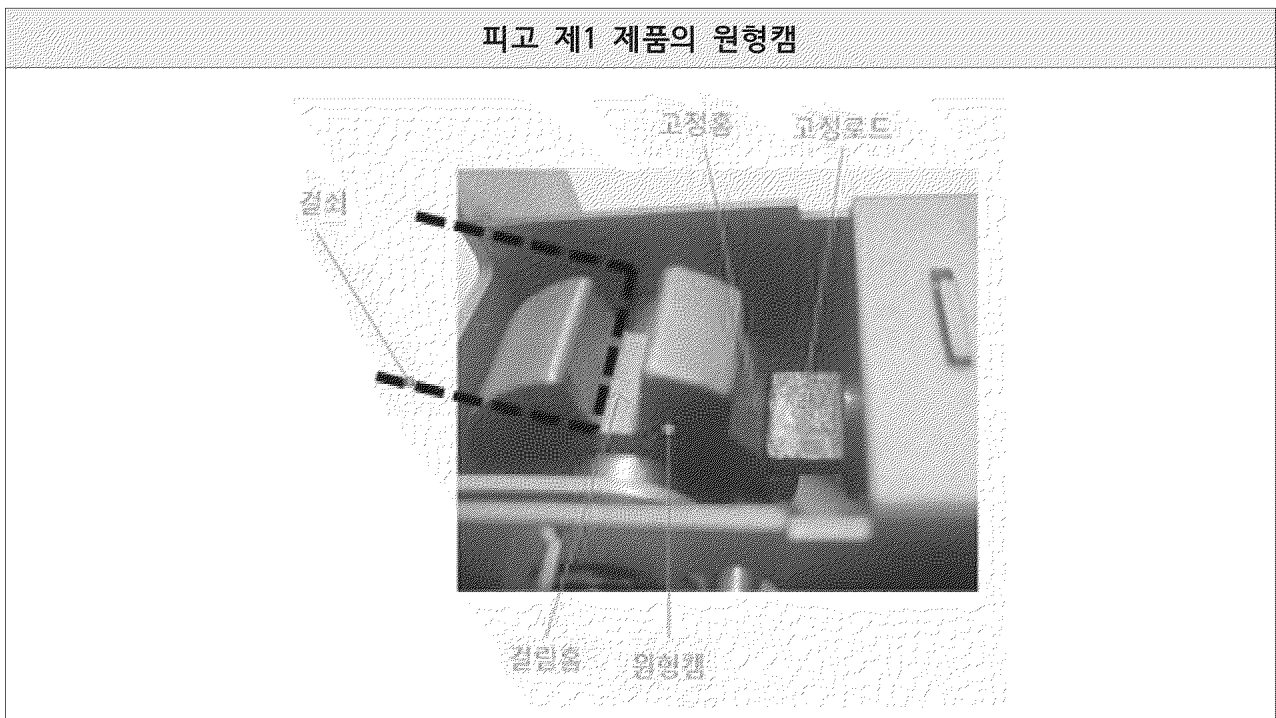 피고 제1 제품의 원형캠
고정홈 고정로드
걸쇠
걸림홈 원형캠